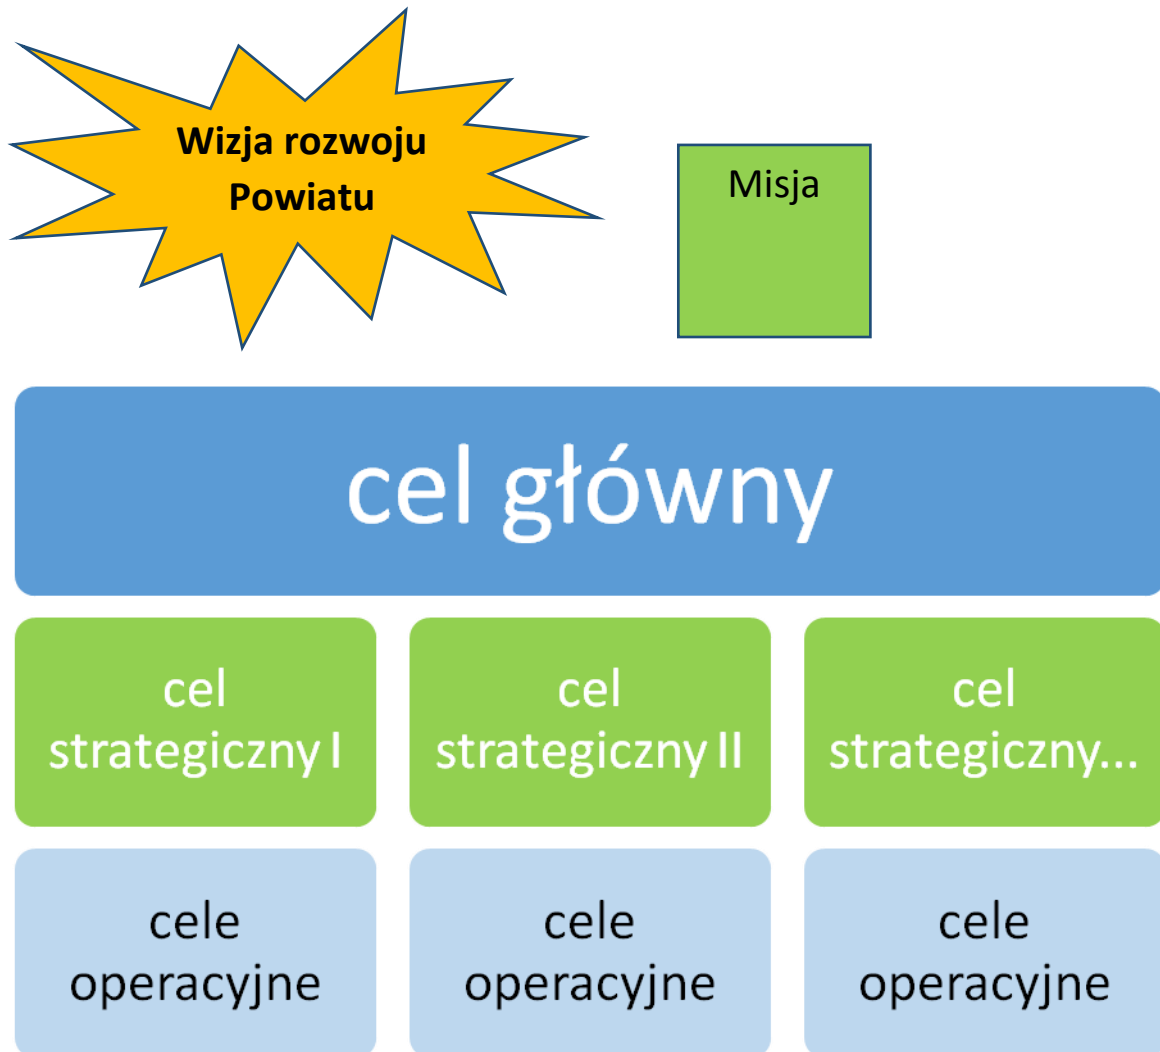 Wizja rozwoju
Powiatu
Misja
cel główny
cel
strategiczny I
cel
strategiczny II
cel
strategiczny...
cele
operacyjne
cele
operacyjne
cele
operacyjne